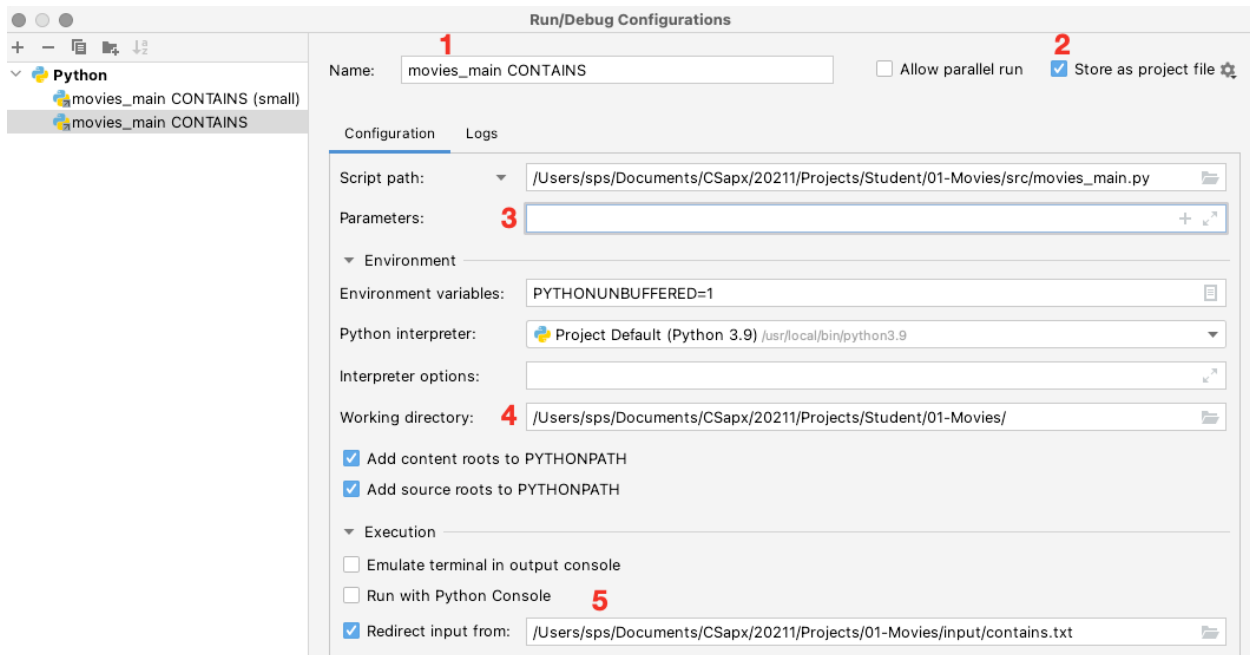 Run/Debug Configurations
Python
movies_main CONTAINS (small)
movies_main CONTAINS
1
2
Name: movies_main CONTAINS Allow parallel run Store as project file
Configuration Logs
Script path: /Users/sps/Documents/CSapx/20211/Projects/Student/01-Movies/src/movies_main.py
Parameters: 3
Environment
Environment variables: PYTHONUNBUFFERED=1
Python interpreter: Project Default (Python 3.9) /usr/local/bin/python3.9
Interpreter options:
Working directory: 4 /Users/sps/Documents/CSapx/20211/Projects/Student/01-Movies/
Add content roots to PYTHONPATH
Add source roots to PYTHONPATH
Execution
Emulate terminal in output console
Run with Python Console
5
Redirect input from: /Users/sps/Documents/CSapx/20211/Projects/01-Movies/input/contains.txt